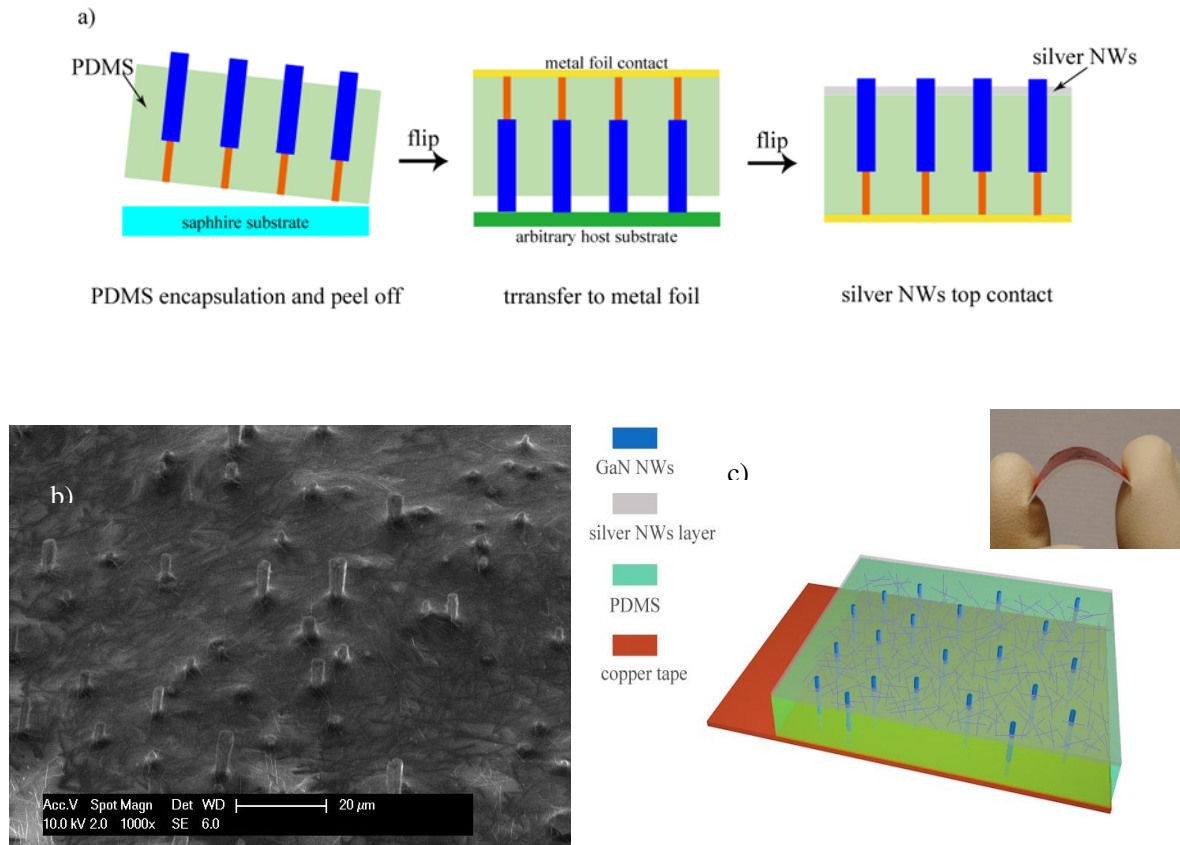 a)
PDMS
metal foil contact
silver NWs
flip
flip
saphhire substrate
arbitrary host substrate
PDMS encapsulation and peel off
trransfer to metal foil
silver NWs top contact
b)
Acc.V Spot Magn Det WD 20 µm
10.0 kV 2.0 1000x SE 6.0
GaN NWs
silver NWs layer
PDMS
copper tape
c)